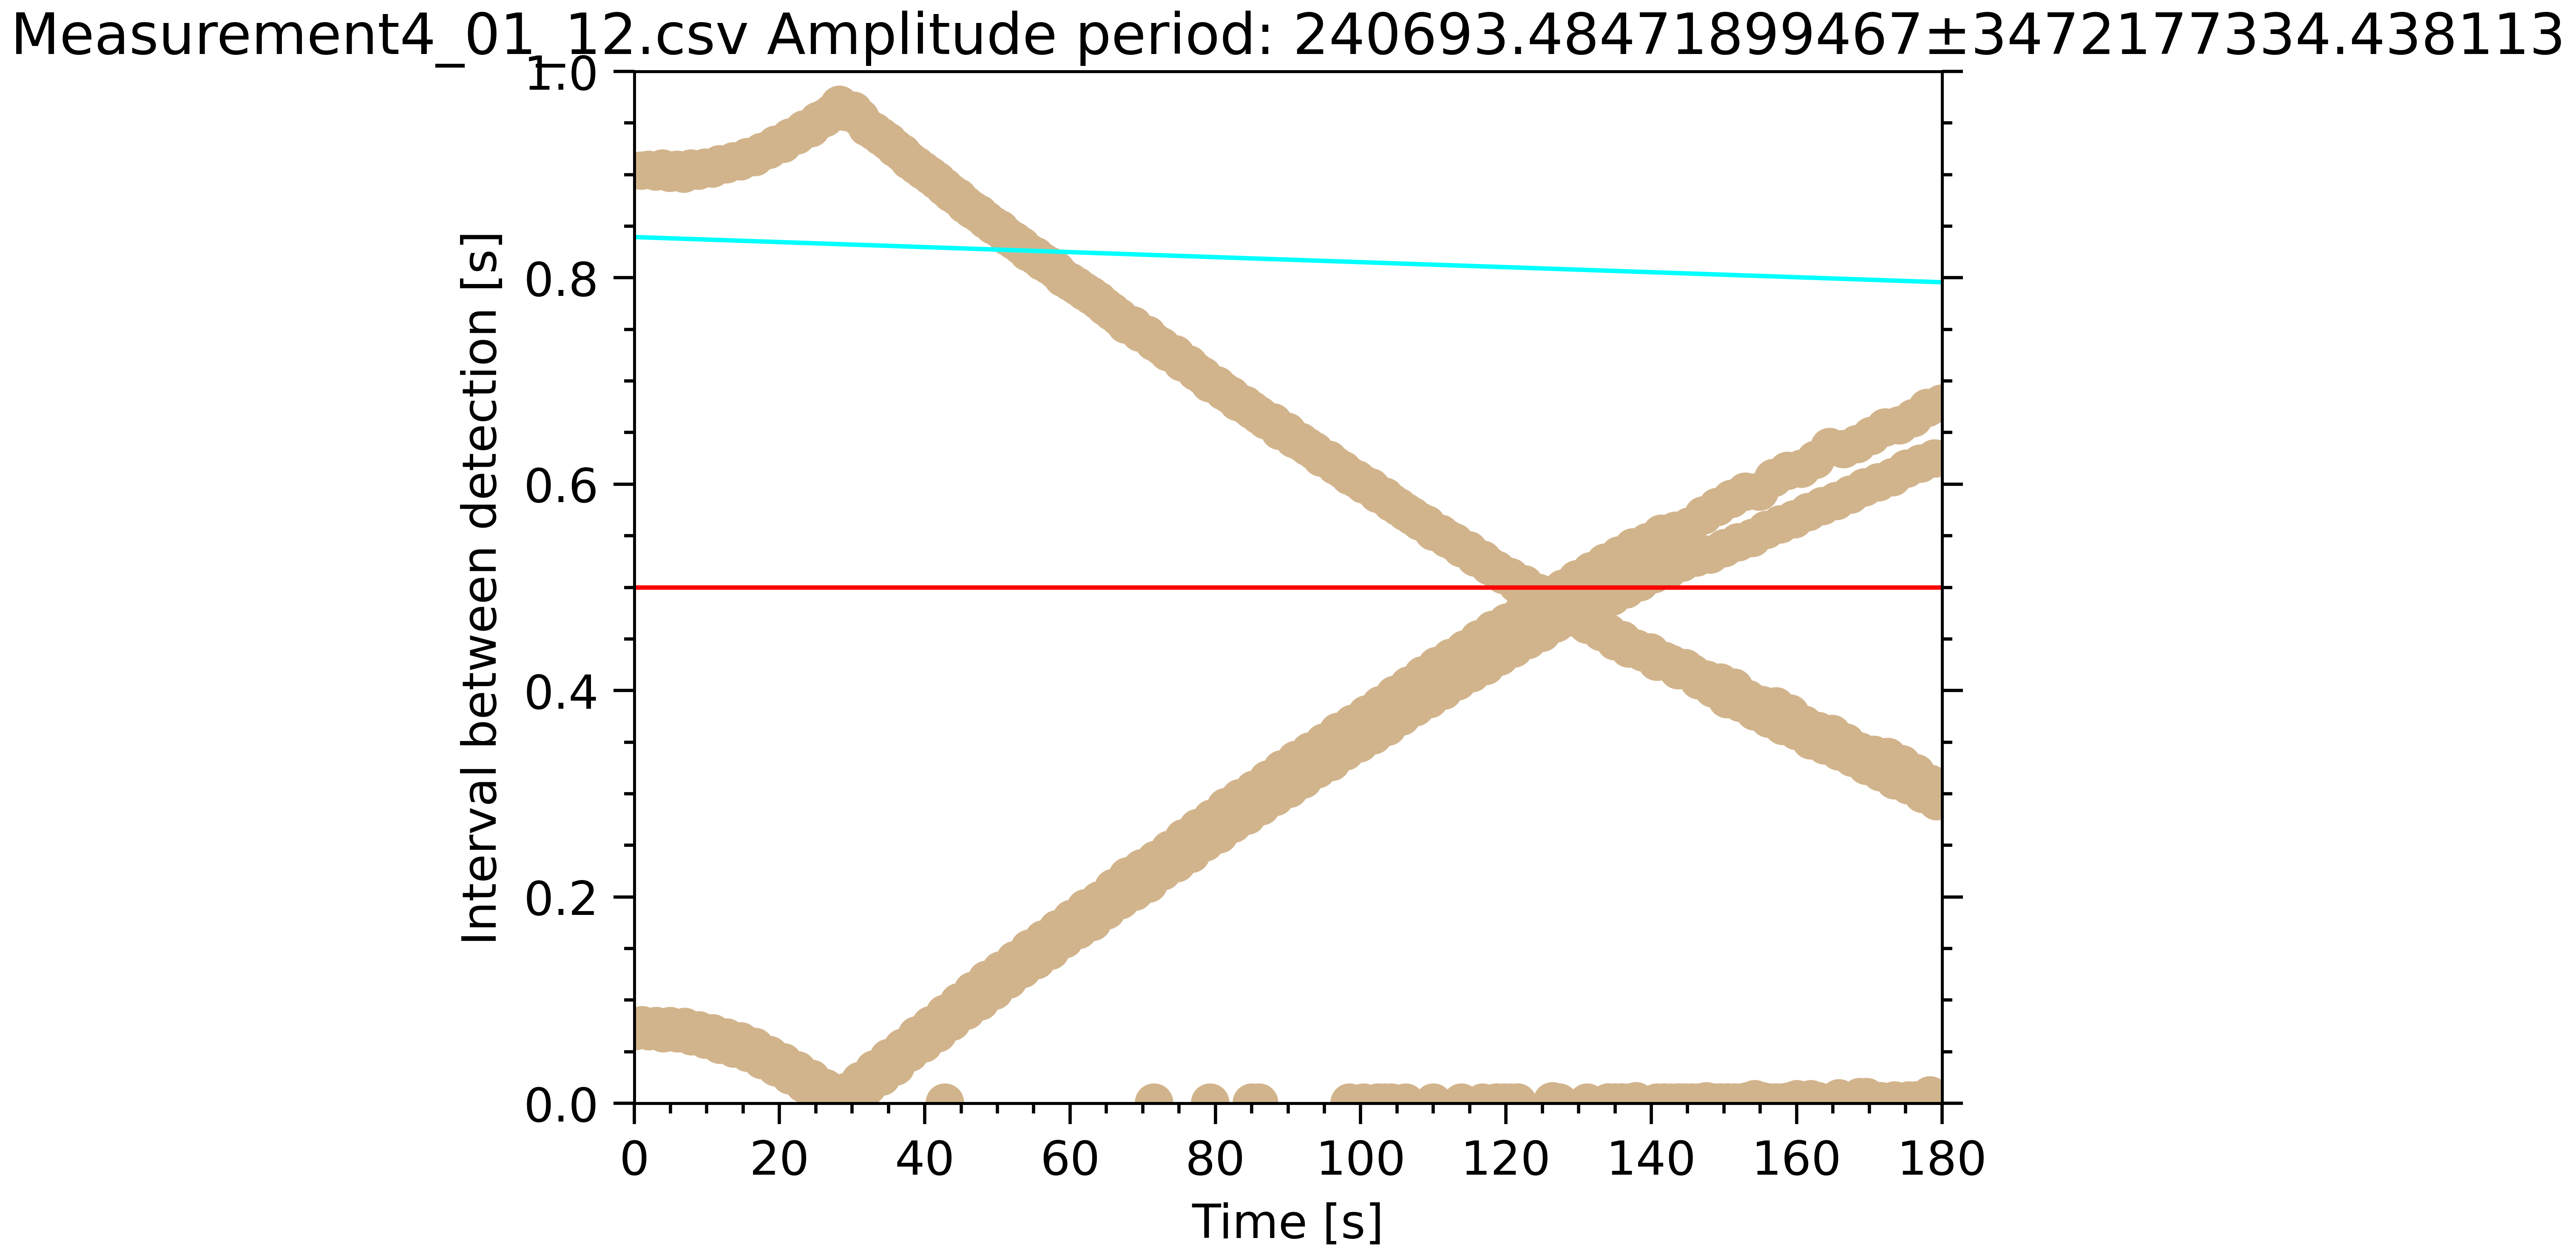 Measurement4_01_12.csv Amplitude period: 240693.48471899467±3472177334.438113
1.0
0.8
0.6
0.4
0.2
0.0
Interval between detection [s]
0 20 40 60 80 100 120 140 160 180
Time [s]